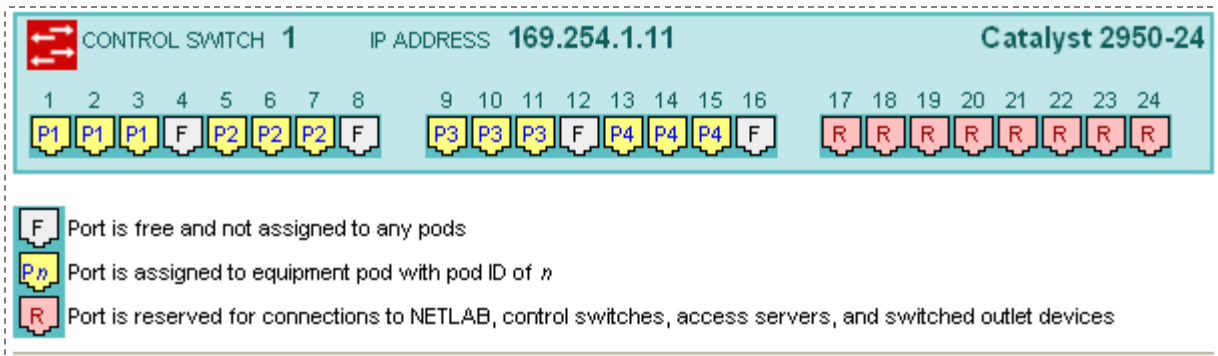 CONTROL SWITCH 1 IP ADDRESS 169.254.1.11 Catalyst 2950-24
1 2 3 4 5 6 7 8 9 10 11 12 13 14 15 16 17 18 19 20 21 22 23 24
P1 P1 P1 F P2 P2 P2 F P3 P3 P3 F P4 P4 P4 F R R R R R R R R
F Port is free and not assigned to any pods
Pn Port is assigned to equipment pod with pod ID of n
R Port is reserved for connections to NETLAB, control switches, access servers, and switched outlet devices